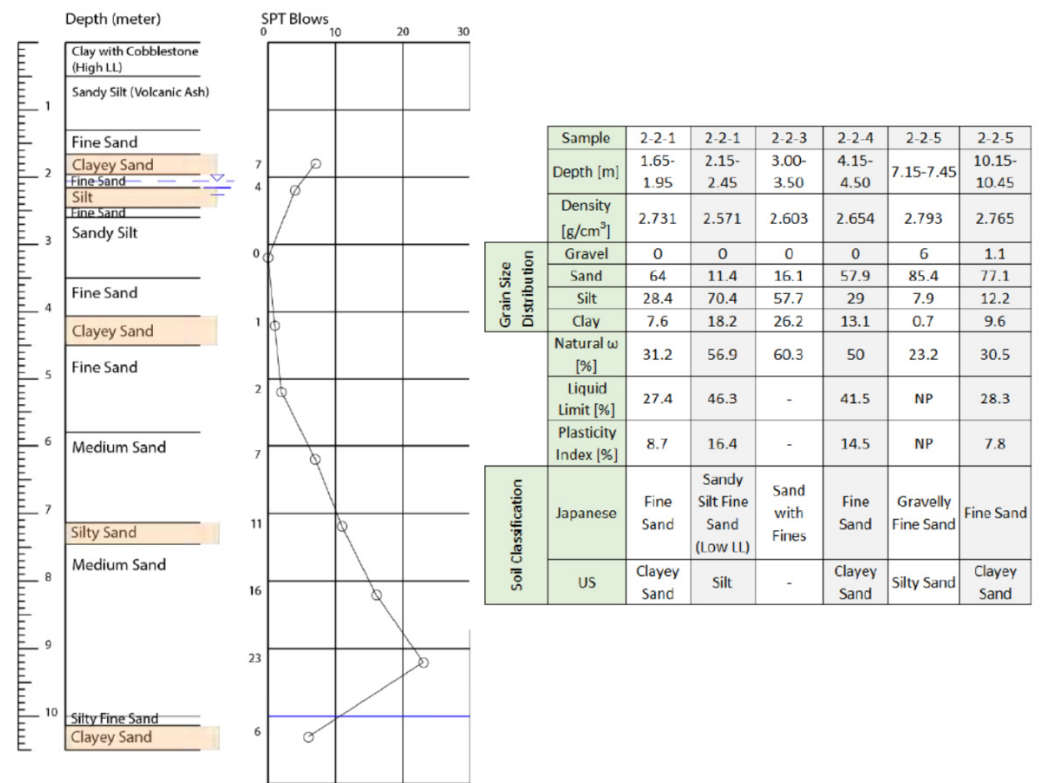 Depth (meter)
SPT Blows
0 10 20 30
Clay with Cobblestone
(High LL)
Sandy Silt (Volcanic Ash)
1
Fine Sand
Clayey Sand
7
2
Fine Sand
4
Silt
Fine Sand
Sandy Silt
3
0
Fine Sand
4
Clayey Sand
1
Fine Sand
5
2
6
Medium Sand
7
7
Silty Sand
11
Medium Sand
8
16
9
23
10
Silty Fine Sand
Clayey Sand
6
Sample 2-2-1 2-2-1 2-2-3 2-2-4 2-2-5 2-2-5
Depth [m] 1.65-1.95 2.15-2.45 3.00-3.50 4.15-4.50 7.15-7.45 10.15-10.45
Density [g/cm³] 2.731 2.571 2.603 2.654 2.793 2.765
Grain Size Distribution
Gravel 0 0 0 0 6 1.1
Sand 64 11.4 16.1 57.9 85.4 77.1
Silt 28.4 70.4 57.7 29 7.9 12.2
Clay 7.6 18.2 26.2 13.1 0.7 9.6
Natural ω [%] 31.2 56.9 60.3 50 23.2 30.5
Liquid Limit [%] 27.4 46.3 - 41.5 NP 28.3
Plasticity Index [%] 8.7 16.4 - 14.5 NP 7.8
Soil Classification
Japanese Fine Sand Sandy Silt Fine Sand (Low LL) Sand with Fines Fine Sand Gravelly Fine Sand Fine Sand
US Clayey Sand Silt - Clayey Sand Silty Sand Clayey Sand